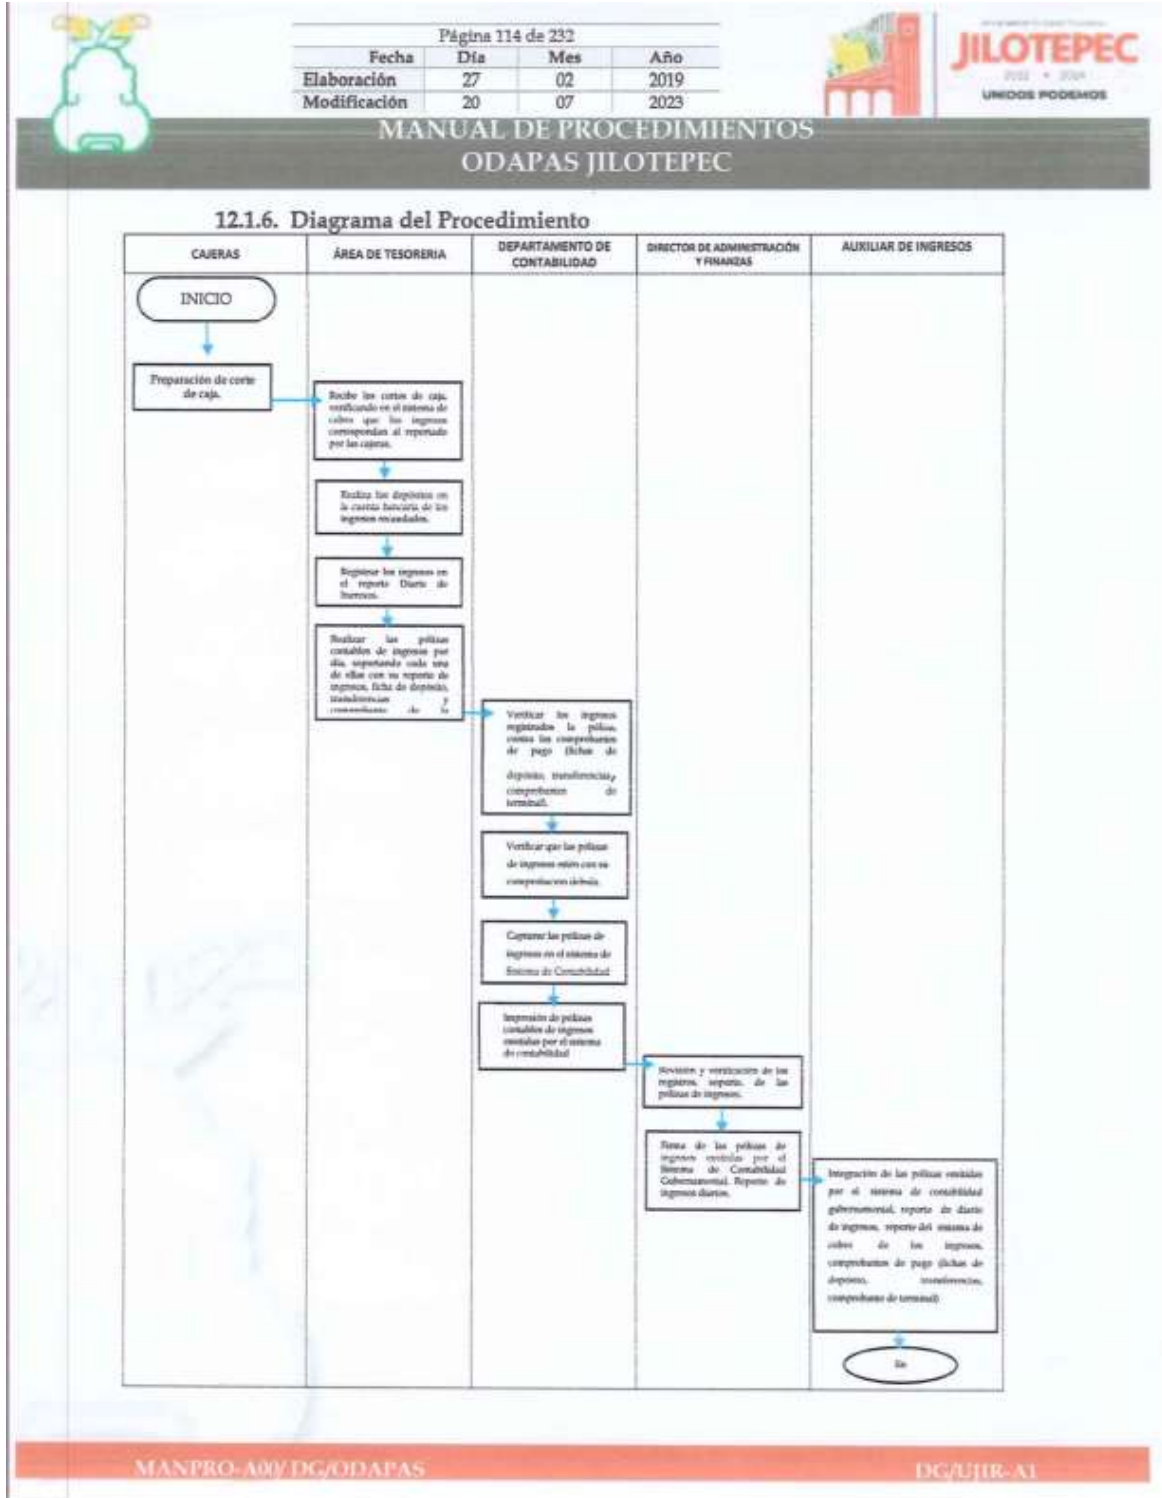 Página 114 de 232
Fecha Día Mes Año
Elaboración 27 02 2019
Modificación 20 07 2023
JILOTEPEC
2022 • 2024
UNIDOS PODEMOS
MANUAL DE PROCEDIMIENTOS
ODAPAS JILOTEPEC
12.1.6. Diagrama del Procedimiento
CAJERAS
ÁREA DE TESORERIA
DEPARTAMENTO DE
CONTABILIDAD
DIRECTOR DE ADMINISTRACIÓN
Y FINANZAS
AUXILIAR DE INGRESOS
INICIO
Preparación de corte
de caja.
Recibe los cortes de caja,
verificando en el sistema de
cobro que los ingresos
correspondan al reportado
por las cajeras.
Realiza los depósitos en
la cuenta bancaria de los
ingresos recaudados.
Registrar los ingresos en
el reporte Diario de
Ingresos.
Realizar las pólizas
contables de ingresos por
día, soportando cada una
de ellas con su reporte de
ingresos, ficha de depósito,
transferencias y
comprobante de la
Verificar los ingresos
registrados la póliza,
contra los comprobantes
de pago (fichas de
depósito, transferencias y
comprobantes de
terminal).
Verificar que las pólizas
de ingresos estén con su
comprobación debida.
Capturar las pólizas de
ingresos en el sistema de
Sistema de Contabilidad
Impresión de pólizas
contables de ingresos
emitidas por el sistema
de contabilidad
Revisión y verificación de los
registros, soporte, de las
pólizas de ingresos.
Firma de las pólizas de
ingresos emitidas por el
Sistema de Contabilidad
Gubernamental. Reporte de
ingresos diarios.
Integración de las pólizas emitidas
por el sistema de contabilidad
gubernamental, reporte de diario
de ingresos, reporte del sistema de
cobro de los ingresos,
comprobantes de pago (fichas de
depósito, transferencias,
comprobante de terminal)
MANPRO-A00/ DG/ODAPAS
DG/UJIR-A1